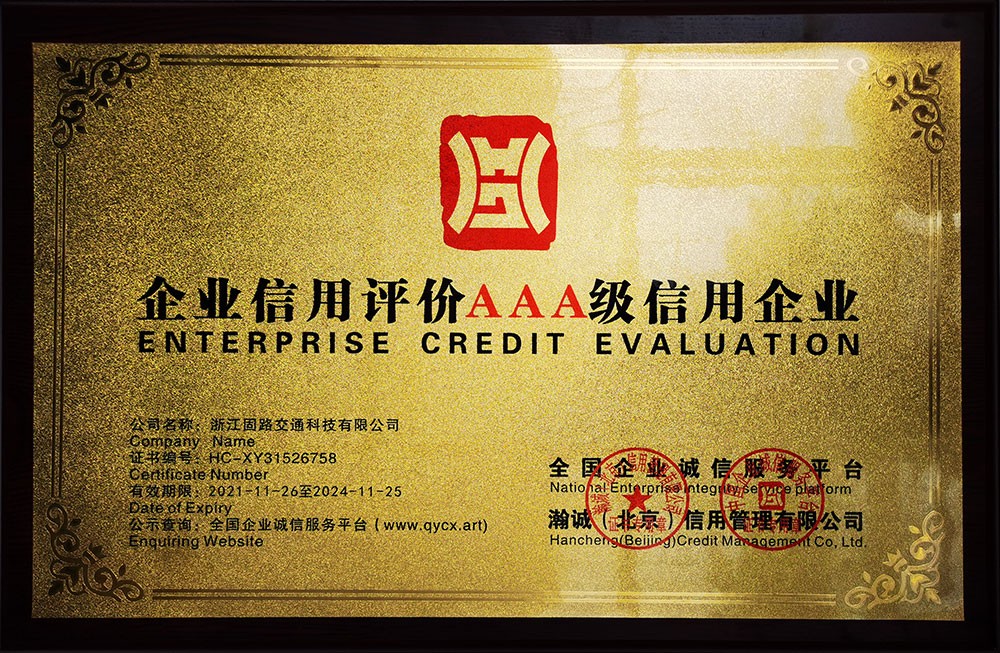 企业信用评价AAA级信用企业
ENTERPRISE CREDIT EVALUATION
公司名称：浙江固路交通科技有限公司
Company Name
证书编号：HC-XY31526758
Certificate Number
有效期限：2021-11-26至2024-11-25
Date of Expiry
公示查询：全国企业诚信服务平台（www.qycx.art)
Enquiring Website
全国企业诚信服务平台
National Enterprise integrity service platform
瀚诚（北京）信用管理有限公司
Hancheng(Beijing)Credit Management Co, Ltd.